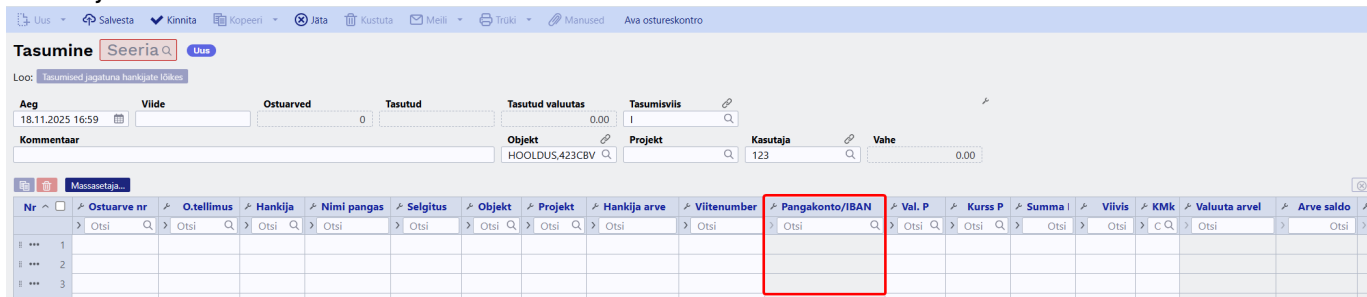 Uus Salvesta Kinnita Kopeeri Jäta Kustuta Meili Trüki Manused Ava ostureskontro
Tasumine Seeria Uus
Loo: Tasumised jagatuna hankijate lõikes
Aeg Viide Ostuarved Tasutud Tasutud valuutas Tasumisviis
18.11.2025 16:59 0 0.00 I
Kommentaar Objekt Projekt Kasutaja Vahe
HOOLDUS,423CBV 123 0.00
Massasetaja...
Nr Ostuarve nr O.tellimus Hankija Nimi pangas Selgitus Objekt Projekt Hankija arve Viitenumber Pangakonto/IBAN Val. P Kurss P Summa Viivis KMk Valuuta arvel Arve saldo
Otsi Otsi Otsi Otsi Otsi Otsi Otsi Otsi Otsi Otsi Otsi Otsi Otsi Otsi C Otsi Otsi
1
2
3